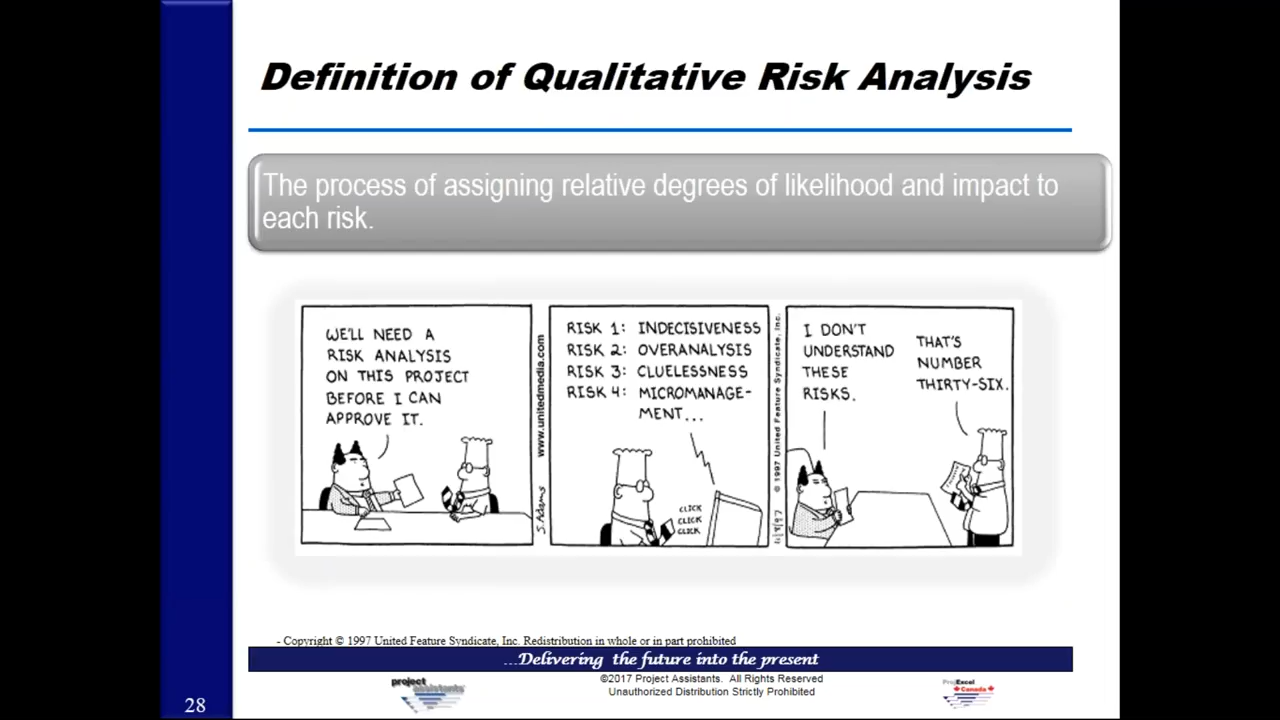 Definition of Qualitative Risk Analysis
The process of assigning relative degrees of likelihood and impact to
each risk.
WE'LL NEED A
RISK ANALYSIS
ON THIS PROJECT
BEFORE I CAN
APPROVE IT.
S.Adams
www.unitedmedia.com
RISK 1: INDECISIVENESS
RISK 2: OVERANALYSIS
RISK 3: CLUELESSNESS
RISK 4: MICROMANAGE-
MENT...
CLICK
CLICK
CLICK
© 1997 United Feature Syndicate, Inc.
I DON'T
UNDERSTAND
THESE
RISKS.
THAT'S
NUMBER
THIRTY-SIX.
- Copyright © 1997 United Feature Syndicate, Inc. Redistribution in whole or in part prohibited
...Delivering the future into the present
project
assistants
©2017 Project Assistants. All Rights Reserved
Unauthorized Distribution Strictly Prohibited
Canada
28